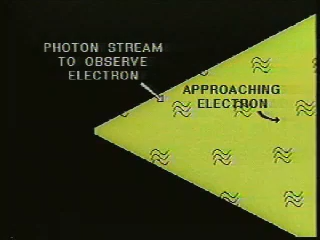 PHOTON STREAM
TO OBSERVE
ELECTRON
APPROACHING
ELECTRON